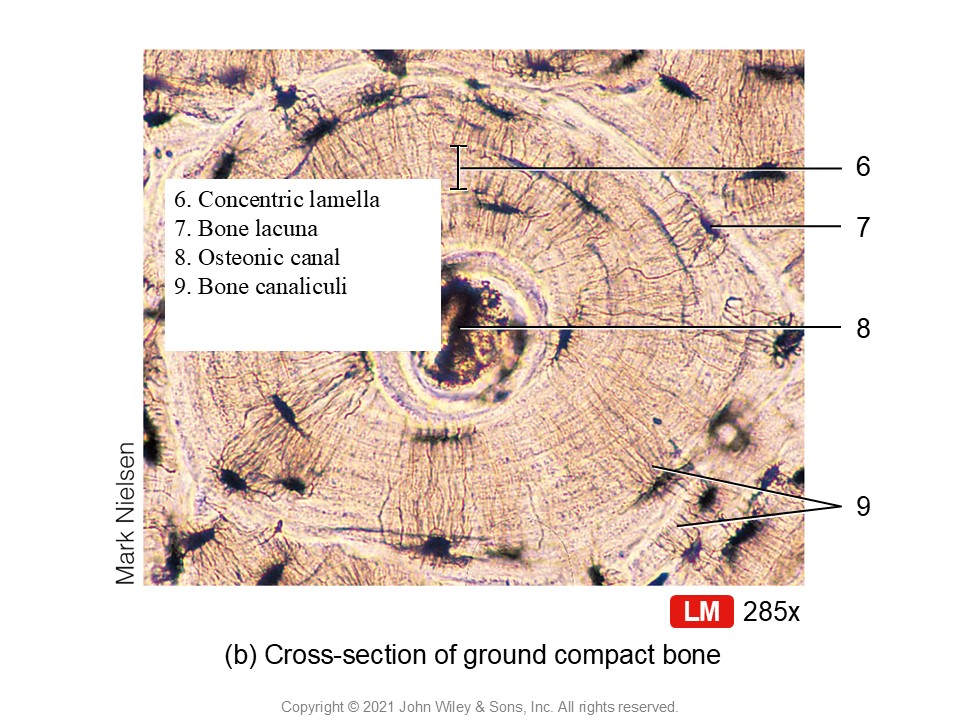 6. Concentric lamella
7. Bone lacuna
8. Osteonic canal
9. Bone canaliculi
6
7
8
9
Mark Nielsen
LM 285x
(b) Cross-section of ground compact bone
Copyright © 2021 John Wiley & Sons, Inc. All rights reserved.